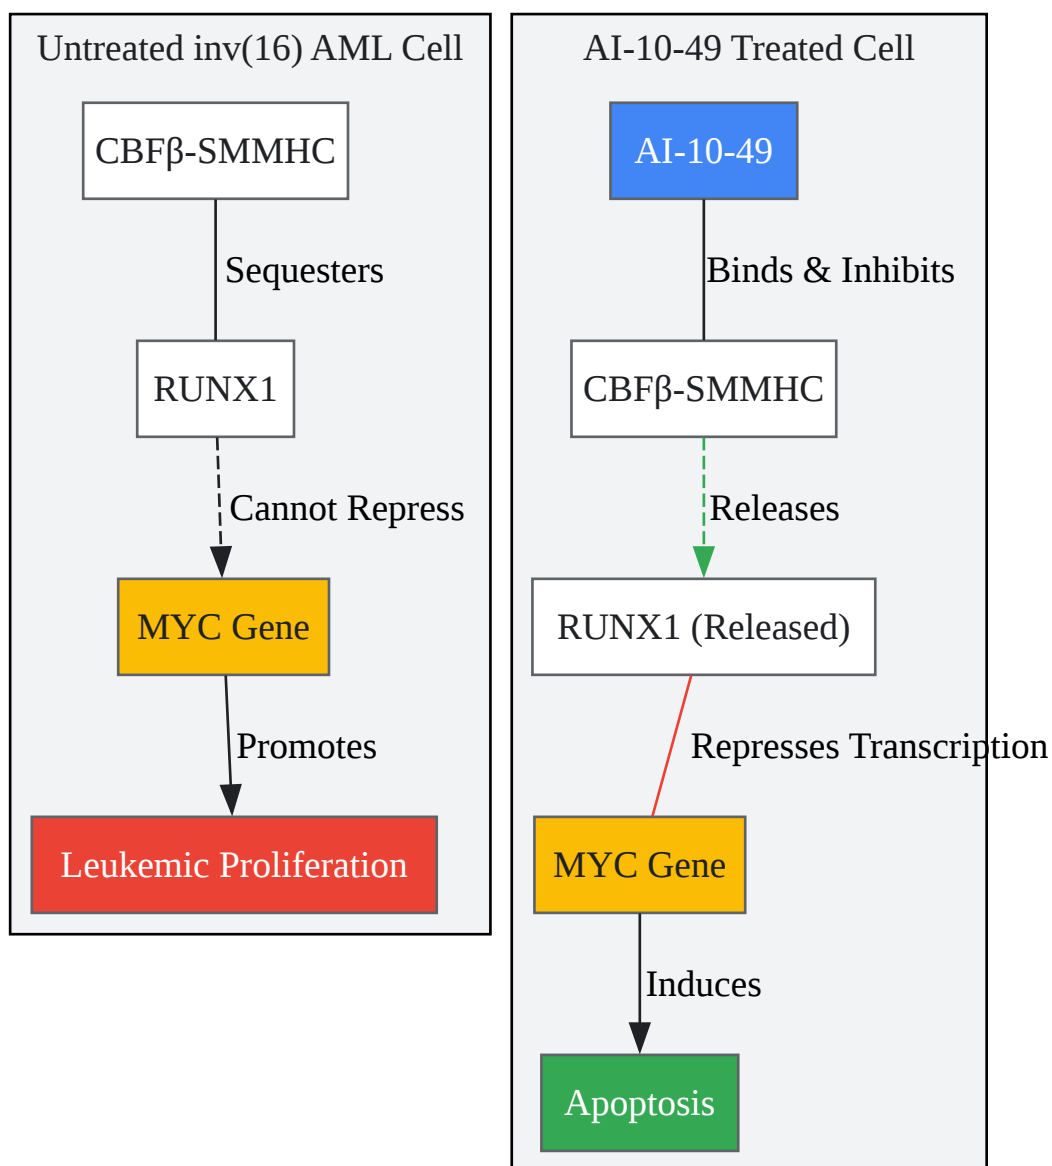 Untreated inv(16) AML Cell
CBFβ-SMMHC
Sequesters
RUNX1
Cannot Repress
MYC Gene
Promotes
Leukemic Proliferation
AI-10-49 Treated Cell
AI-10-49
Binds & Inhibits
CBFβ-SMMHC
Releases
RUNX1 (Released)
Represses Transcription
MYC Gene
Induces
Apoptosis